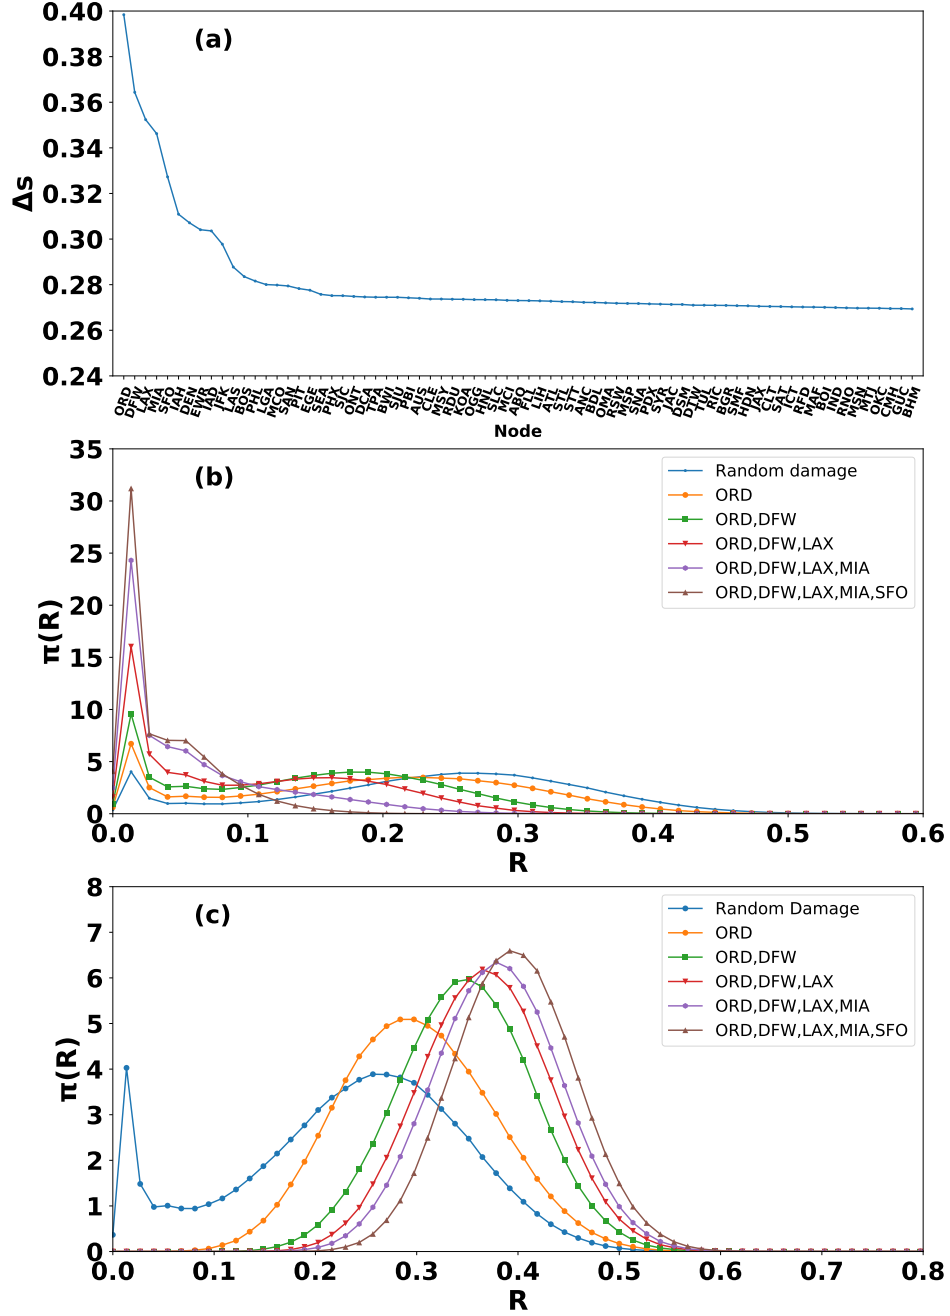 (a)
0.40
0.38
0.36
0.34
0.32
0.30
0.28
0.26
0.24
Δs
ORD DFW LAX MIA SFO IAH DEN EWR IAD JFK LAS BOS PHL LGA MCO SAN PIT EGE SEA PHX SJC ONT DCA TPA BWI SJU PBI AUS CLE MSY RDU KOA OGG HNL SLC MCI ABQ FLL LIH ATL STL STT ANC BDL OMA RSW MSP SNA PDX SYR JAC DSM DTW TUL RIC BGR SMF HDN JAX CLT SAT ICT RFD MAF BOI IND RNO MSN MTJ OKC CMH GUC BHM
Node
(b)
35
30
25
20
15
10
5
0
π(R)
Random damage
ORD
ORD,DFW
ORD,DFW,LAX
ORD,DFW,LAX,MIA
ORD,DFW,LAX,MIA,SFO
0.0 0.1 0.2 0.3 0.4 0.5 0.6
R
(c)
8
7
6
5
4
3
2
1
0
π(R)
Random Damage
ORD
ORD,DFW
ORD,DFW,LAX
ORD,DFW,LAX,MIA
ORD,DFW,LAX,MIA,SFO
0.0 0.1 0.2 0.3 0.4 0.5 0.6 0.7 0.8
R